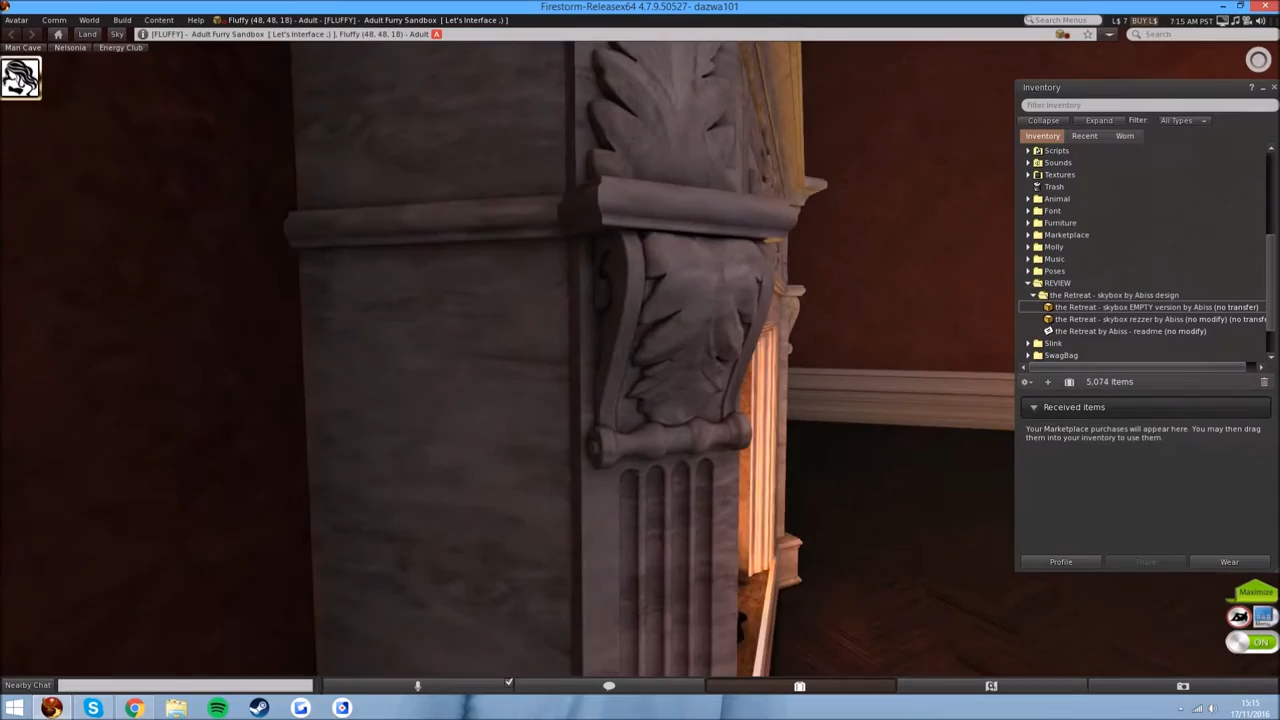 Firestorm-Releasex64 4.7.9.50527- dazwa101
Avatar Comm World Build Content Help Fluffy (48, 48, 18) - Adult - [FLUFFY] - Adult Furry Sandbox [ Let's Interface ;) ] Search Menus L$ 7 BUY L$ 7:15 AM PST
Land Sky [FLUFFY] - Adult Furry Sandbox [ Let's Interface ;) ], Fluffy (48, 48, 18) - Adult A Search
Man Cave Nelsonia Energy Club
Inventory ?
Filter Inventory
Collapse Expand Filter: All Types
Inventory Recent Worn
Scripts
Sounds
Textures
Trash
Animal
Font
Furniture
Marketplace
Molly
Music
Poses
REVIEW
the Retreat - skybox by Abiss design
the Retreat - skybox EMPTY version by Abiss (no transfer)
the Retreat - skybox rezzer by Abiss (no modify) (no transfe
the Retreat by Abiss - readme (no modify)
Slink
SwagBag
5,074 Items
Received items
Your Marketplace purchases will appear here. You may then drag
them into your inventory to use them.
Profile Share Wear
Maximize
Menu
ON
Nearby Chat
15:15
17/11/2016